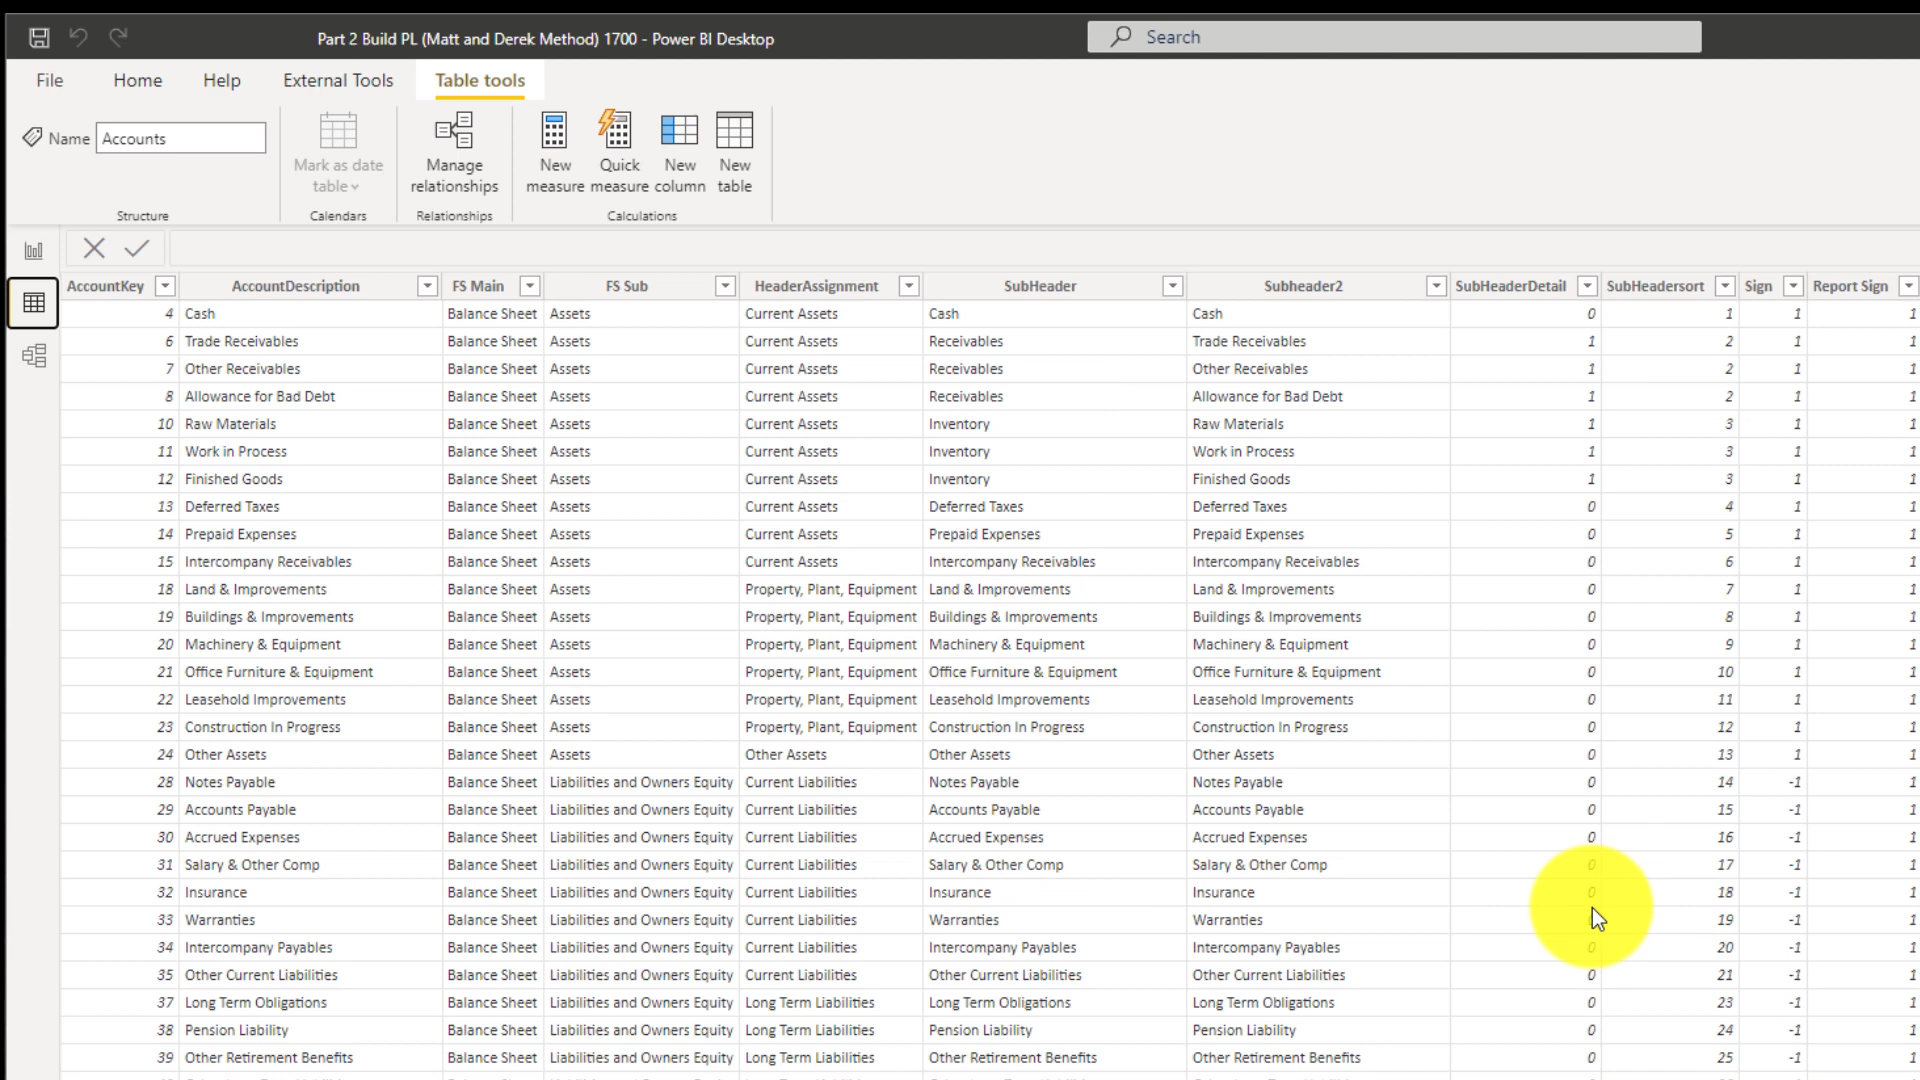 Part 2 Build PL (Matt and Derek Method) 1700 - Power BI Desktop
Search
File Home Help External Tools Table tools
Name Accounts
Mark as date table
Manage relationships
New measure
Quick measure
New column
New table
Structure Calendars Relationships Calculations
AccountKey AccountDescription FS Main FS Sub HeaderAssignment SubHeader Subheader2 SubHeaderDetail SubHeadersort Sign Report Sign
4 Cash Balance Sheet Assets Current Assets Cash Cash 0 1 1 1
6 Trade Receivables Balance Sheet Assets Current Assets Receivables Trade Receivables 1 2 1 1
7 Other Receivables Balance Sheet Assets Current Assets Receivables Other Receivables 1 2 1 1
8 Allowance for Bad Debt Balance Sheet Assets Current Assets Receivables Allowance for Bad Debt 1 2 1 1
10 Raw Materials Balance Sheet Assets Current Assets Inventory Raw Materials 1 3 1 1
11 Work in Process Balance Sheet Assets Current Assets Inventory Work in Process 1 3 1 1
12 Finished Goods Balance Sheet Assets Current Assets Inventory Finished Goods 1 3 1 1
13 Deferred Taxes Balance Sheet Assets Current Assets Deferred Taxes Deferred Taxes 0 4 1 1
14 Prepaid Expenses Balance Sheet Assets Current Assets Prepaid Expenses Prepaid Expenses 0 5 1 1
15 Intercompany Receivables Balance Sheet Assets Current Assets Intercompany Receivables Intercompany Receivables 0 6 1 1
18 Land & Improvements Balance Sheet Assets Property, Plant, Equipment Land & Improvements Land & Improvements 0 7 1 1
19 Buildings & Improvements Balance Sheet Assets Property, Plant, Equipment Buildings & Improvements Buildings & Improvements 0 8 1 1
20 Machinery & Equipment Balance Sheet Assets Property, Plant, Equipment Machinery & Equipment Machinery & Equipment 0 9 1 1
21 Office Furniture & Equipment Balance Sheet Assets Property, Plant, Equipment Office Furniture & Equipment Office Furniture & Equipment 0 10 1 1
22 Leasehold Improvements Balance Sheet Assets Property, Plant, Equipment Leasehold Improvements Leasehold Improvements 0 11 1 1
23 Construction In Progress Balance Sheet Assets Property, Plant, Equipment Construction In Progress Construction In Progress 0 12 1 1
24 Other Assets Balance Sheet Assets Other Assets Other Assets Other Assets 0 13 1 1
28 Notes Payable Balance Sheet Liabilities and Owners Equity Current Liabilities Notes Payable Notes Payable 0 14 -1 1
29 Accounts Payable Balance Sheet Liabilities and Owners Equity Current Liabilities Accounts Payable Accounts Payable 0 15 -1 1
30 Accrued Expenses Balance Sheet Liabilities and Owners Equity Current Liabilities Accrued Expenses Accrued Expenses 0 16 -1 1
31 Salary & Other Comp Balance Sheet Liabilities and Owners Equity Current Liabilities Salary & Other Comp Salary & Other Comp 0 17 -1 1
32 Insurance Balance Sheet Liabilities and Owners Equity Current Liabilities Insurance Insurance 0 18 -1 1
33 Warranties Balance Sheet Liabilities and Owners Equity Current Liabilities Warranties Warranties 19 -1 1
34 Intercompany Payables Balance Sheet Liabilities and Owners Equity Current Liabilities Intercompany Payables Intercompany Payables 0 20 -1 1
35 Other Current Liabilities Balance Sheet Liabilities and Owners Equity Current Liabilities Other Current Liabilities Other Current Liabilities 0 21 -1 1
37 Long Term Obligations Balance Sheet Liabilities and Owners Equity Long Term Liabilities Long Term Obligations Long Term Obligations 0 23 -1 1
38 Pension Liability Balance Sheet Liabilities and Owners Equity Long Term Liabilities Pension Liability Pension Liability 0 24 -1 1
39 Other Retirement Benefits Balance Sheet Liabilities and Owners Equity Long Term Liabilities Other Retirement Benefits Other Retirement Benefits 0 25 -1 1